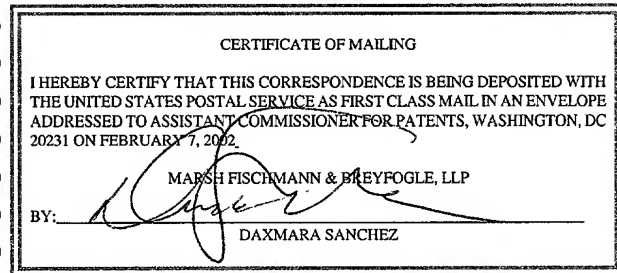 CERTIFICATE OF MAILING
I HEREBY CERTIFY THAT THIS CORRESPONDENCE IS BEING DEPOSITED WITH
THE UNITED STATES POSTAL SERVICE AS FIRST CLASS MAIL IN AN ENVELOPE
ADDRESSED TO ASSISTANT COMMISSIONER FOR PATENTS, WASHINGTON, DC
20231 ON FEBRUARY 7, 2002.
MARSH FISCHMANN & BREYFOGLE, LLP
BY:
DAXMARA SANCHEZ